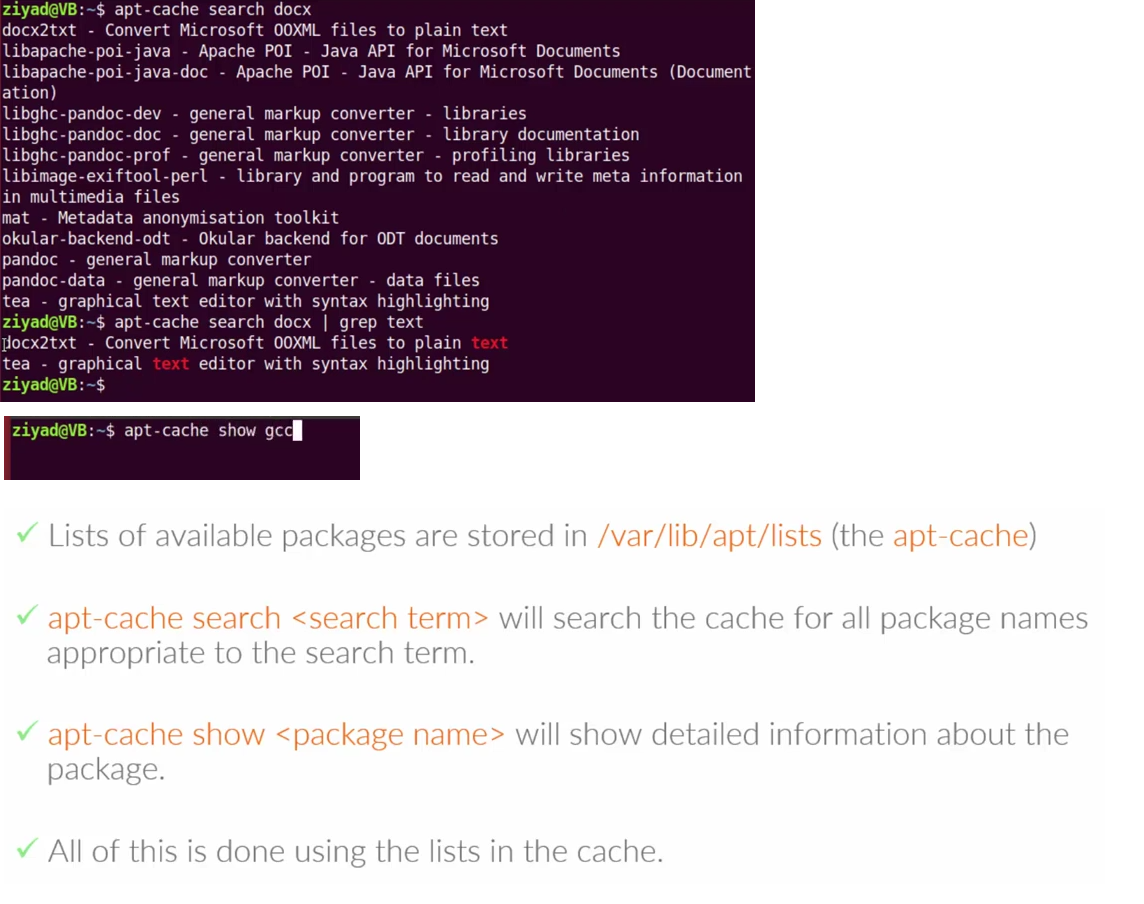 ziyad@VB:~$ apt-cache search docx
docx2txt - Convert Microsoft OOXML files to plain text
libapache-poi-java - Apache POI - Java API for Microsoft Documents
libapache-poi-java-doc - Apache POI - Java API for Microsoft Documents (Document
ation)
libghc-pandoc-dev - general markup converter - libraries
libghc-pandoc-doc - general markup converter - library documentation
libghc-pandoc-prof - general markup converter - profiling libraries
libimage-exiftool-perl - library and program to read and write meta information
in multimedia files
mat - Metadata anonymisation toolkit
okular-backend-odt - Okular backend for ODT documents
pandoc - general markup converter
pandoc-data - general markup converter - data files
tea - graphical text editor with syntax highlighting
ziyad@VB:~$ apt-cache search docx | grep text
docx2txt - Convert Microsoft OOXML files to plain text
tea - graphical text editor with syntax highlighting
ziyad@VB:~$
ziyad@VB:~$ apt-cache show gcc
✓ Lists of available packages are stored in /var/lib/apt/lists (the apt-cache)
✓ apt-cache search <search term> will search the cache for all package names
appropriate to the search term.
✓ apt-cache show <package name> will show detailed information about the
package.
✓ All of this is done using the lists in the cache.